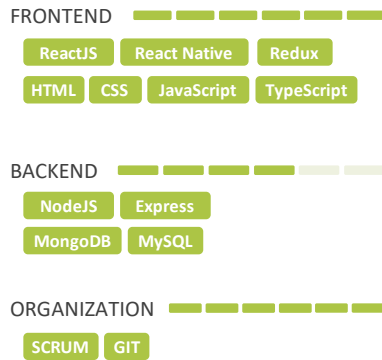 FRONTEND
ReactJS React Native Redux
HTML CSS JavaScript TypeScript
BACKEND
NodeJS Express
MongoDB MySQL
ORGANIZATION
SCRUM GIT